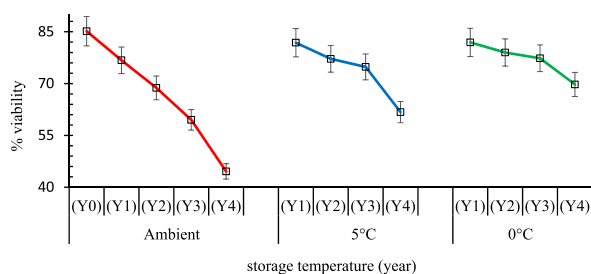 85
70
55
40
% viability
(Y0) (Y1) (Y2) (Y3) (Y4) (Y1) (Y2) (Y3) (Y4) (Y1) (Y2) (Y3) (Y4)
Ambient 5°C 0°C
storage temperature (year)